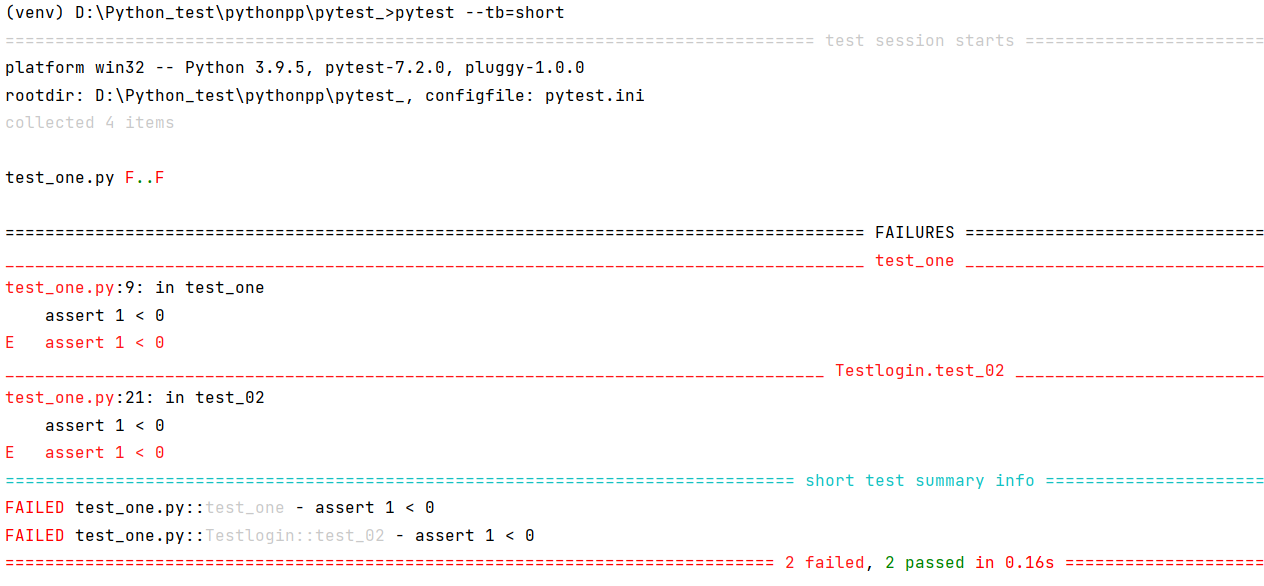 (venv) D:\Python_test\pythonpp\pytest_>pytest --tb=short
================================================================================= test session starts ========================
platform win32 -- Python 3.9.5, pytest-7.2.0, pluggy-1.0.0
rootdir: D:\Python_test\pythonpp\pytest_, configfile: pytest.ini
collected 4 items
test_one.py F..F
====================================================================================== FAILURES ==============================
______________________________________________________________________________________ test_one ______________________________
test_one.py:9: in test_one
    assert 1 < 0
E   assert 1 < 0
__________________________________________________________________________________ Testlogin.test_02 _________________________
test_one.py:21: in test_02
    assert 1 < 0
E   assert 1 < 0
=============================================================================== short test summary info ======================
FAILED test_one.py::test_one - assert 1 < 0
FAILED test_one.py::Testlogin::test_02 - assert 1 < 0
============================================================================= 2 failed, 2 passed in 0.16s ====================